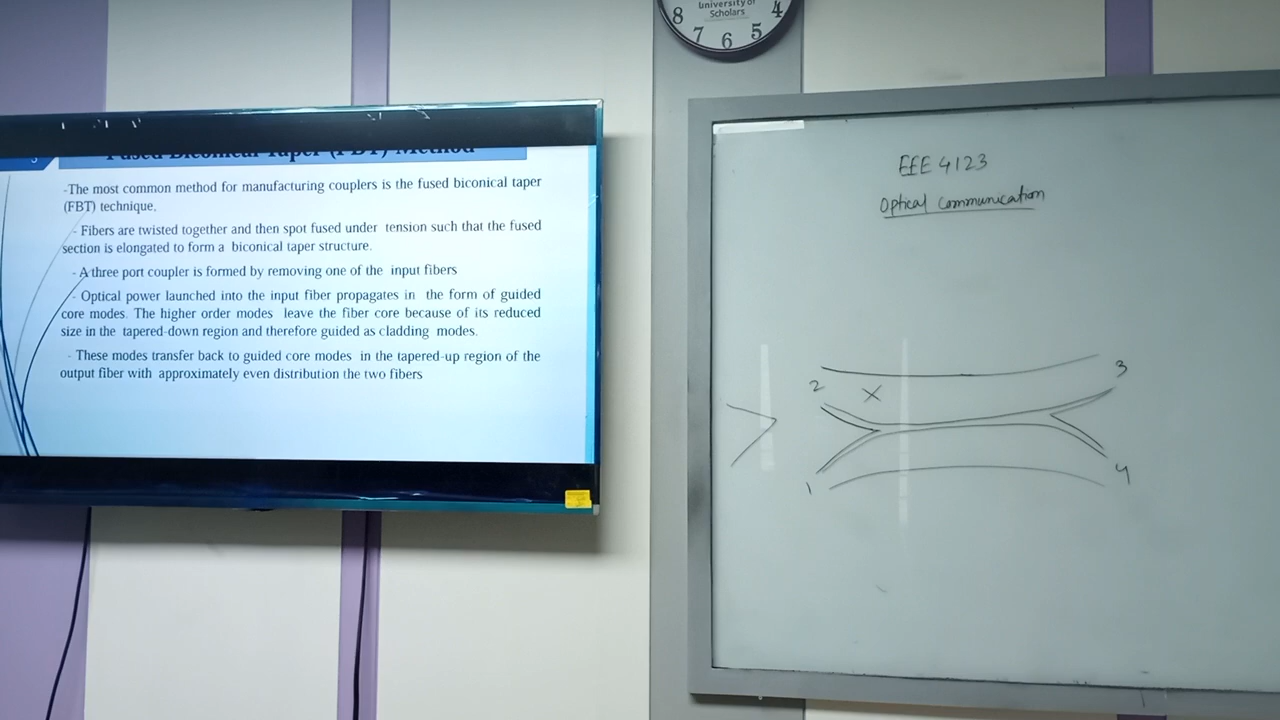 5
Fused Biconical Taper (FBT) Method
-The most common method for manufacturing couplers is the fused biconical taper
(FBT) technique.
- Fibers are twisted together and then spot fused under tension such that the fused
section is elongated to form a biconical taper structure.
- A three port coupler is formed by removing one of the input fibers
- Optical power launched into the input fiber propagates in the form of guided
core modes. The higher order modes leave the fiber core because of its reduced
size in the tapered-down region and therefore guided as cladding modes.
- These modes transfer back to guided core modes in the tapered-up region of the
output fiber with approximately even distribution the two fibers
University of
Scholars
8 7 6 5 4
EEE 4123
Optical Communication
2 X 3
1 4